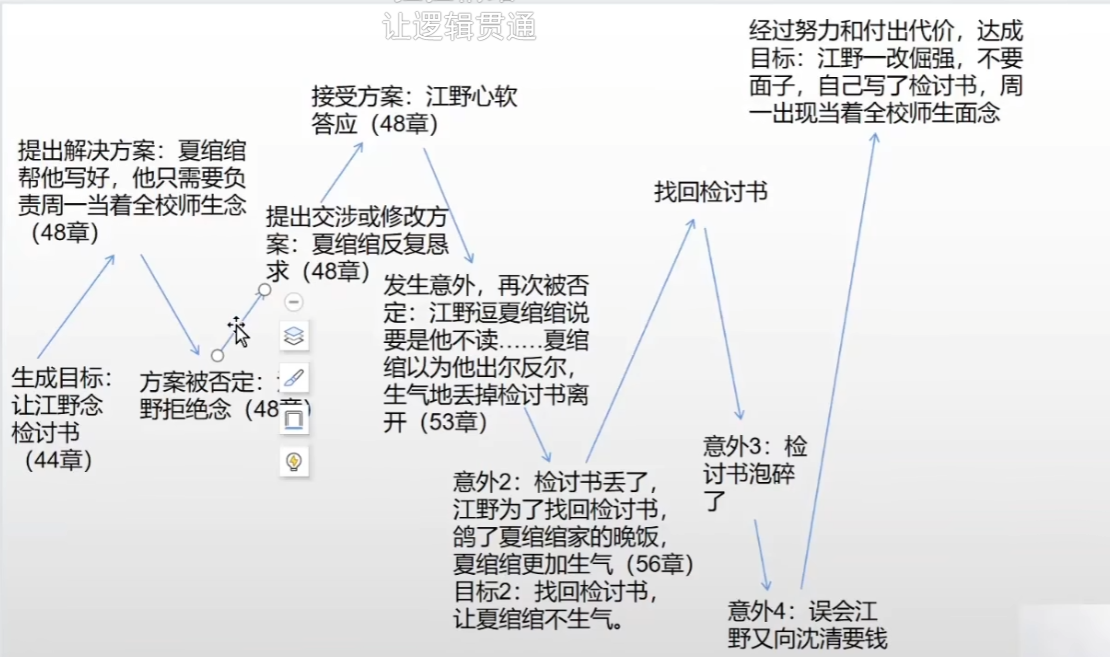 让逻辑贯通
经过努力和付出代价，达成
目标：江野一改倔强，不要
面子，自己写了检讨书，周
一出现当着全校师生面念
接受方案：江野心软
答应（48章）
提出解决方案：夏绾绾
帮他写好，他只需要负
责周一当着全校师生念
（48章）
找回检讨书
提出交涉或修改方
案：夏绾绾反复恳
求（48章）
发生意外，再次被否
定：江野逗夏绾绾说
要是他不读……夏绾
绾以为他出尔反尔，
生气地丢掉检讨书离
开（53章）
生成目标：
让江野念
检讨书
（44章）
方案被否定：
野拒绝念（48章）
意外3：检
讨书泡碎
了
意外2：检讨书丢了，
江野为了找回检讨书，
鸽了夏绾绾家的晚饭，
夏绾绾更加生气（56章）
目标2：找回检讨书，
让夏绾绾不生气。
意外4：误会江
野又向沈清要钱